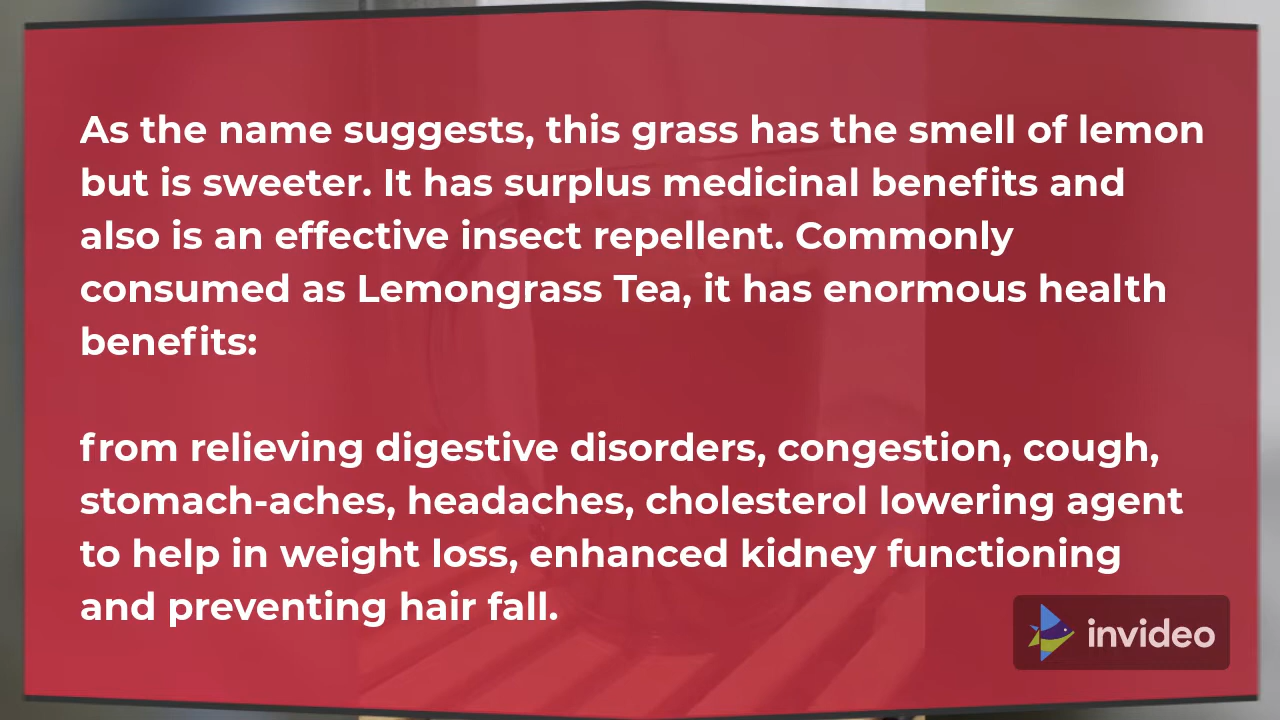 As the name suggests, this grass has the smell of lemon
but is sweeter. It has surplus medicinal benefits and
also is an effective insect repellent. Commonly
consumed as Lemongrass Tea, it has enormous health
benefits:
from relieving digestive disorders, congestion, cough,
stomach-aches, headaches, cholesterol lowering agent
to help in weight loss, enhanced kidney functioning
and preventing hair fall.
invideo